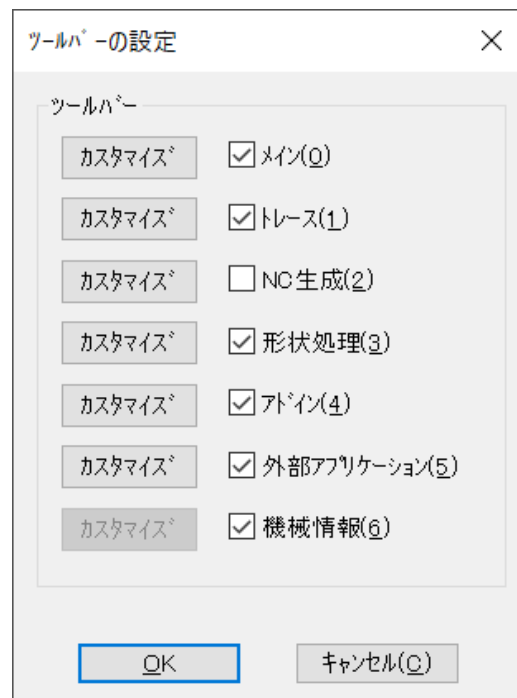 ﾂｰﾙﾊﾞｰの設定
ﾂｰﾙﾊﾞｰ
ｶｽﾀﾏｲｽﾞ ﾒｲﾝ(0)
ｶｽﾀﾏｲｽﾞ ﾄﾚｰｽ(1)
ｶｽﾀﾏｲｽﾞ NC生成(2)
ｶｽﾀﾏｲｽﾞ 形状処理(3)
ｶｽﾀﾏｲｽﾞ ｱﾄﾞｲﾝ(4)
ｶｽﾀﾏｲｽﾞ 外部ｱﾌﾟﾘｹｰｼｮﾝ(5)
ｶｽﾀﾏｲｽﾞ 機械情報(6)
OK ｷｬﾝｾﾙ(C)